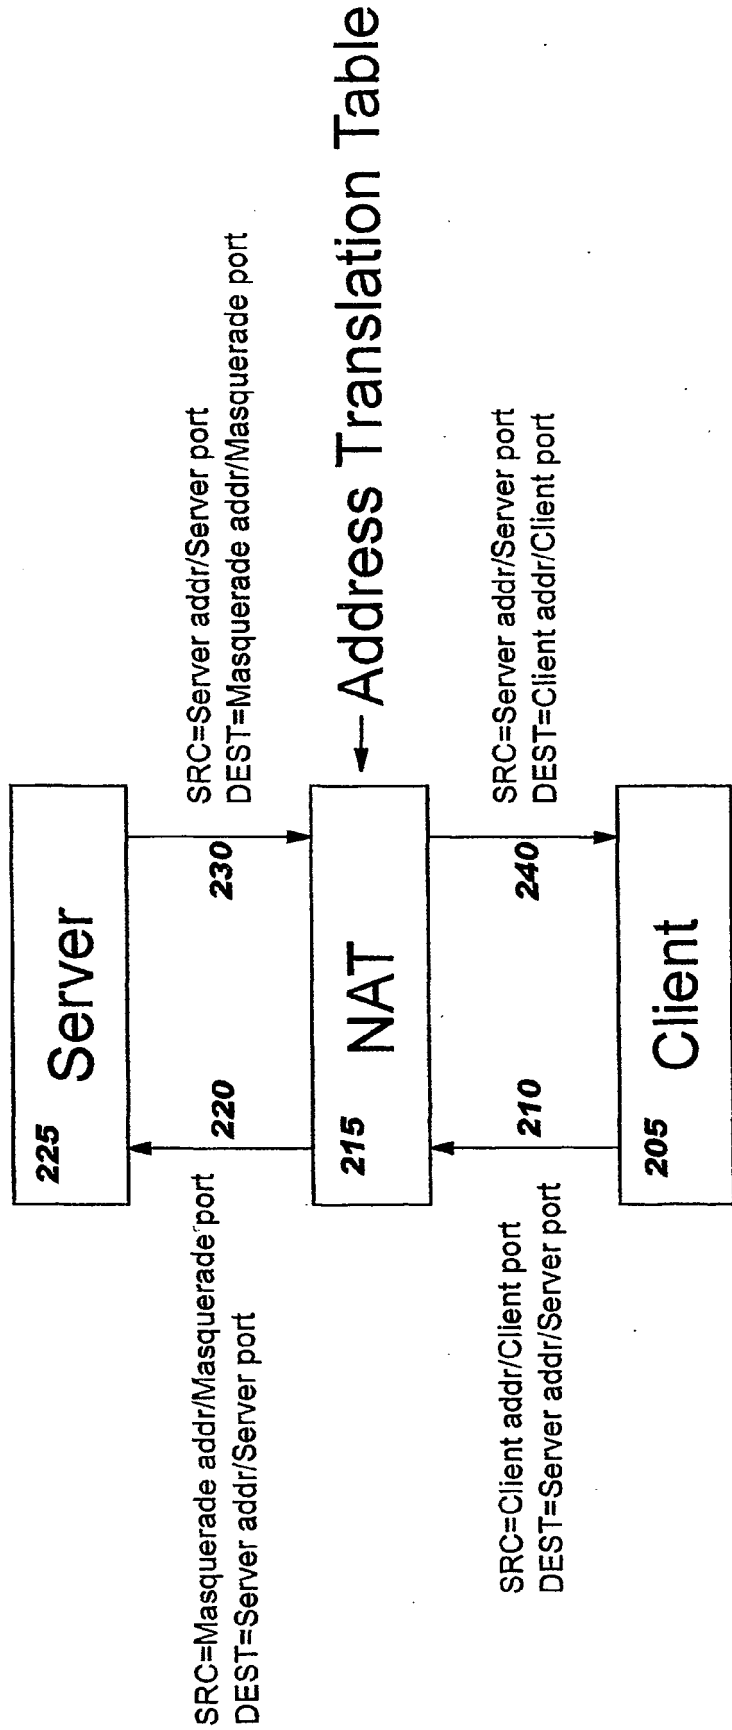 225
Server
SRC=Masquerade addr/Masquerade port
DEST=Server addr/Server port
220
230
SRC=Server addr/Server port
DEST=Masquerade addr/Masquerade port
215
NAT
Address Translation Table
SRC=Client addr/Client port
DEST=Server addr/Server port
210
240
SRC=Server addr/Server port
DEST=Client addr/Client port
205
Client